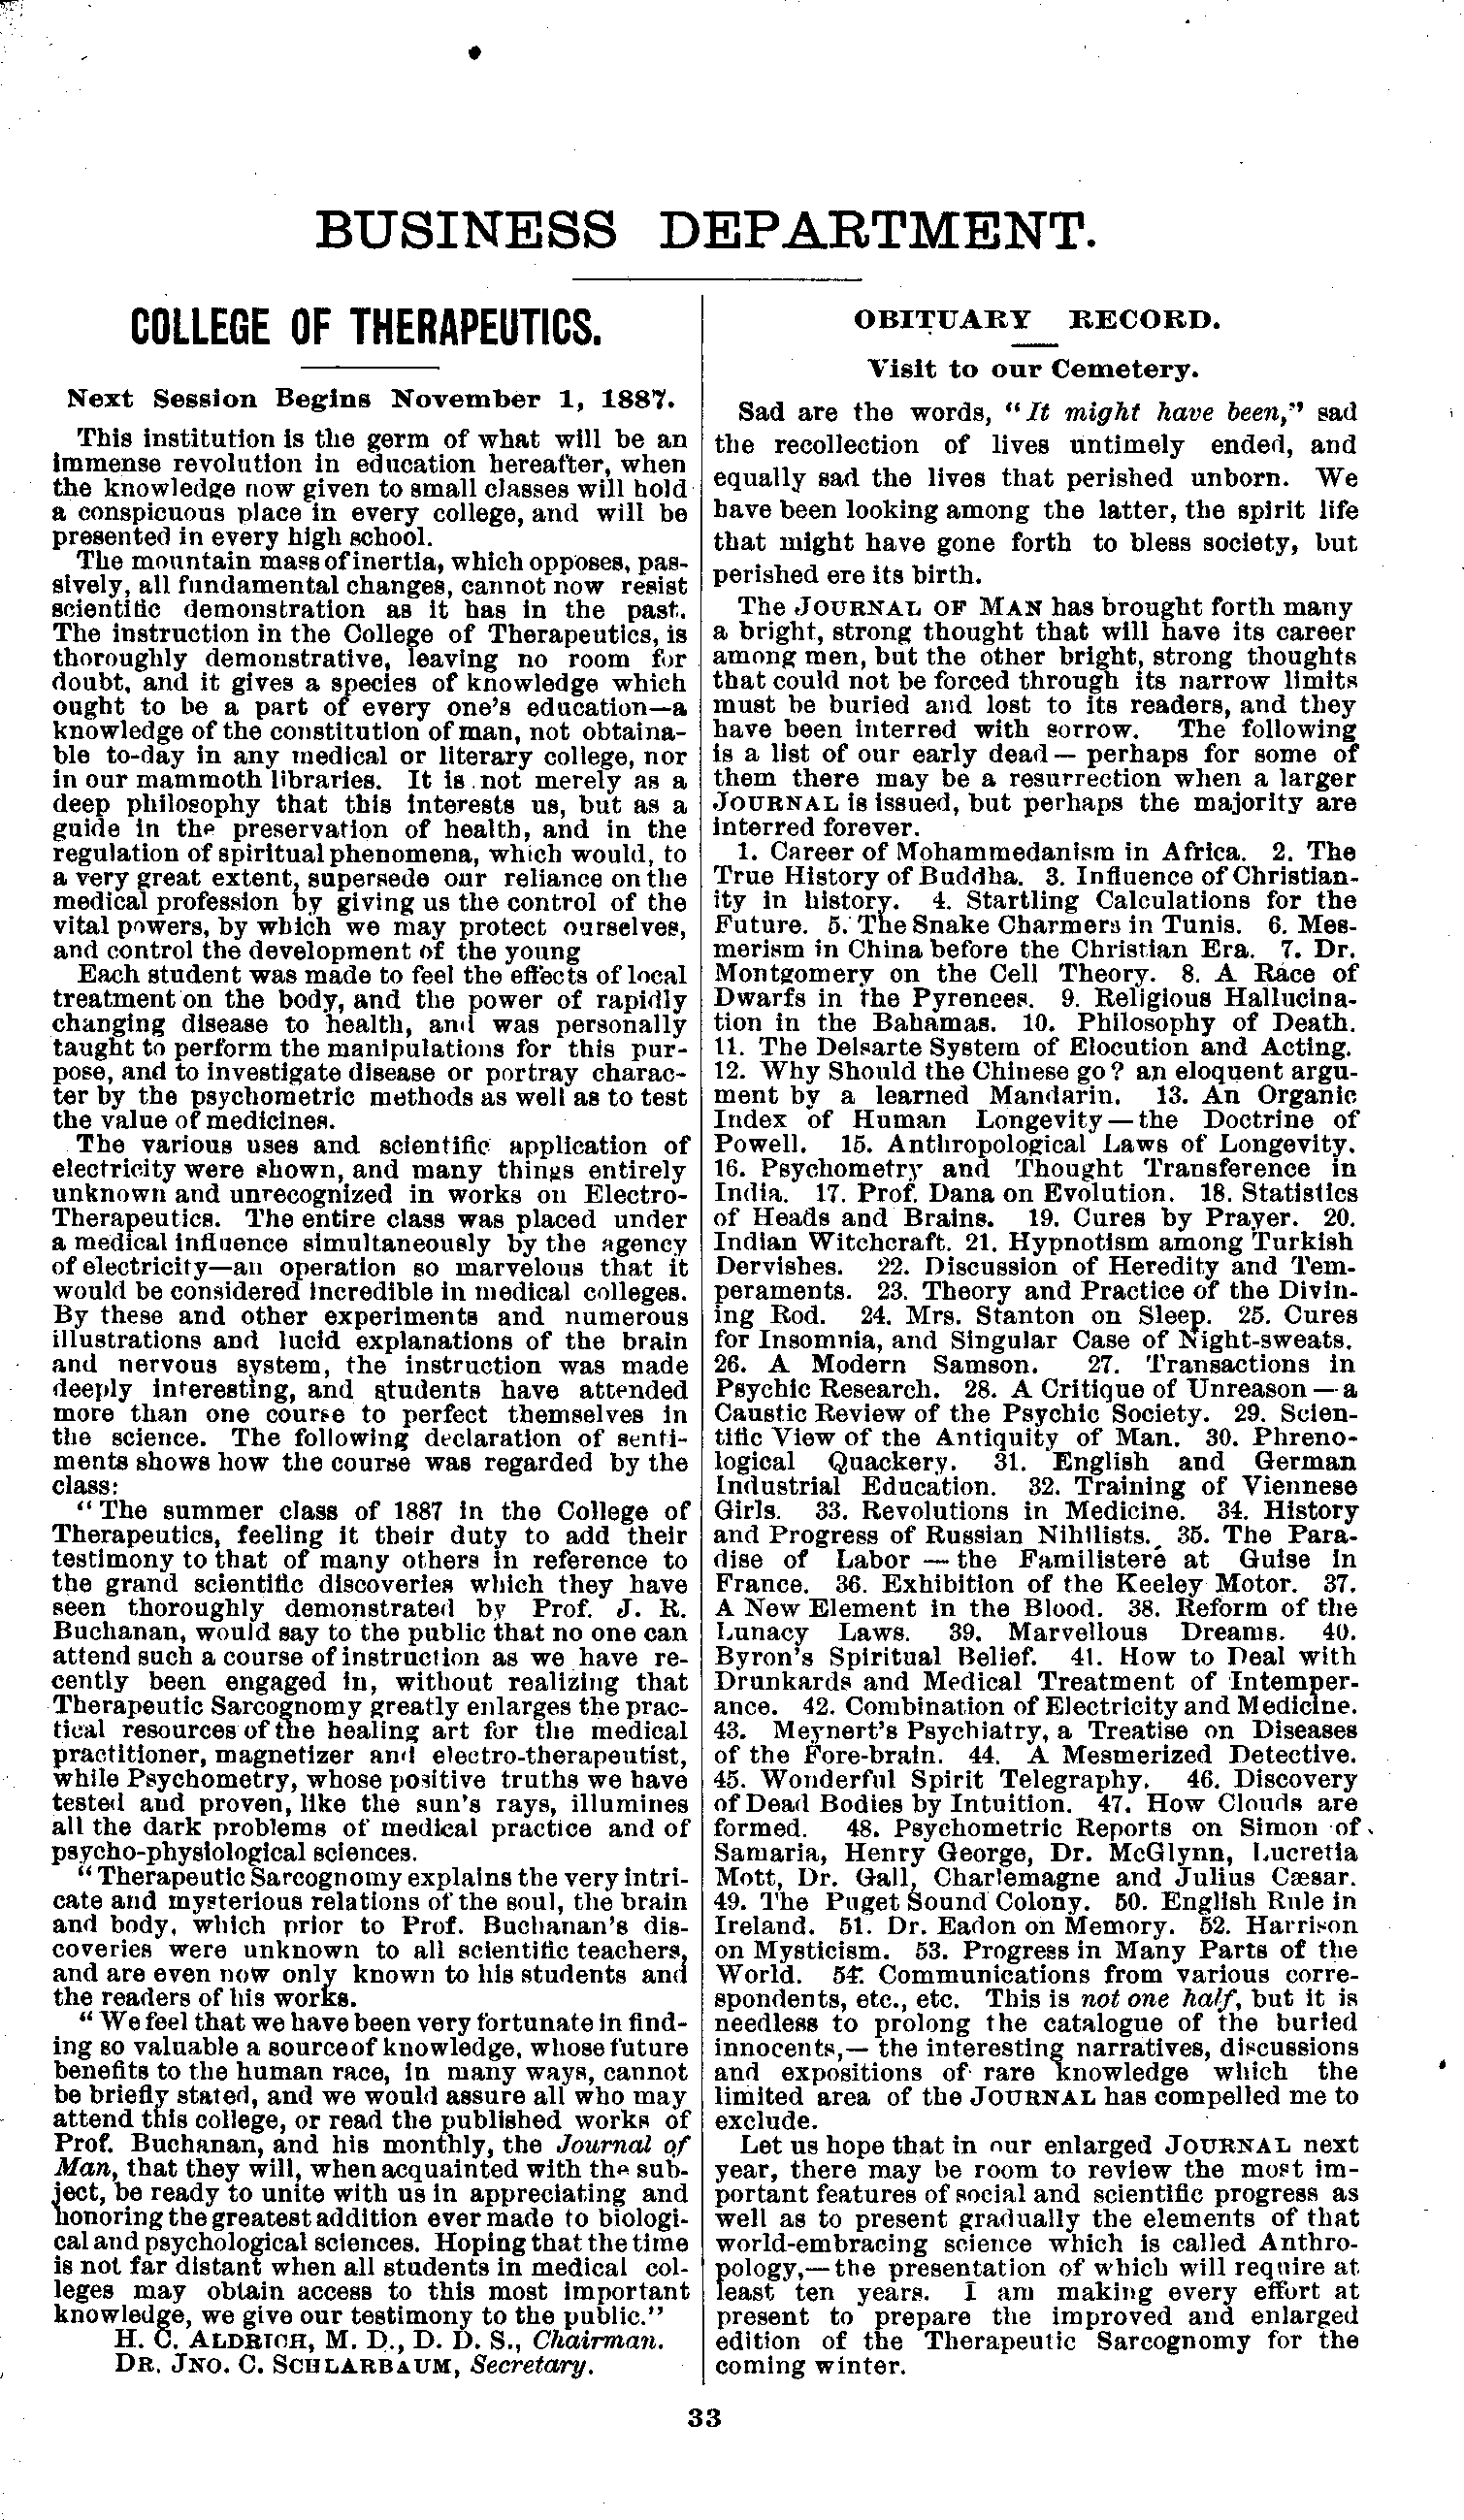 BUSINESS DEPARTMENT.
COLLEGE OF THERAPEUTICS.
Next Session Begins November 1, 1887.
This institution is the germ of what will be an
immense revolution in education hereafter, when
the knowledge now given to small classes will hold
a conspicuous place in every college, and will be
presented in every high school.
The mountain mass of inertia, which opposes, pas-
sively, all fundamental changes, cannot now resist
scientific demonstration as it has in the past.
The instruction in the College of Therapeutics, is
thoroughly demonstrative, leaving no room for
doubt, and it gives a species of knowledge which
ought to be a part of every one's education—a
knowledge of the constitution of man, not obtaina-
ble to-day in any medical or literary college, nor
in our mammoth libraries. It is not merely as a
deep philosophy that this interests us, but as a
guide in the preservation of health, and in the
regulation of spiritual phenomena, which would, to
a very great extent, supersede our reliance on the
medical profession by giving us the control of the
vital powers, by which we may protect ourselves,
and control the development of the young
Each student was made to feel the effects of local
treatment on the body, and the power of rapidly
changing disease to health, and was personally
taught to perform the manipulations for this pur-
pose, and to investigate disease or portray charac-
ter by the psychometric methods as well as to test
the value of medicines.
The various uses and scientific application of
electricity were shown, and many things entirely
unknown and unrecognized in works on Electro-
Therapeutics. The entire class was placed under
a medical influence simultaneously by the agency
of electricity—an operation so marvelous that it
would be considered incredible in medical colleges.
By these and other experiments and numerous
illustrations and lucid explanations of the brain
and nervous system, the instruction was made
deeply interesting, and students have attended
more than one course to perfect themselves in
the science. The following declaration of senti-
ments shows how the course was regarded by the
class:
"The summer class of 1887 in the College of
Therapeutics, feeling it their duty to add their
testimony to that of many others in reference to
the grand scientific discoveries which they have
seen thoroughly demonstrated by Prof. J. R.
Buchanan, would say to the public that no one can
attend such a course of instruction as we have re-
cently been engaged in, without realizing that
Therapeutic Sarcognomy greatly enlarges the prac-
tical resources of the healing art for the medical
practitioner, magnetizer and electro-therapeutist,
while Psychometry, whose positive truths we have
tested and proven, like the sun's rays, illumines
all the dark problems of medical practice and of
psycho-physiological sciences.
"Therapeutic Sarcognomy explains the very intri-
cate and mysterious relations of the soul, the brain
and body, which prior to Prof. Buchanan's dis-
coveries were unknown to all scientific teachers,
and are even now only known to his students and
the readers of his works.
"We feel that we have been very fortunate in find-
ing so valuable a source of knowledge, whose future
benefits to the human race, in many ways, cannot
be briefly stated, and we would assure all who may
attend this college, or read the published works of
Prof. Buchanan, and his monthly, the Journal of
Man, that they will, when acquainted with the sub-
ject, be ready to unite with us in appreciating and
honoring the greatest addition ever made to biologi-
cal and psychological sciences. Hoping that the time
is not far distant when all students in medical col-
leges may obtain access to this most important
knowledge, we give our testimony to the public."
H. C. ALDRICH, M. D., D. D. S., Chairman.
DR. JNO. C. SCHLARBAUM, Secretary.
OBITUARY RECORD.
Visit to our Cemetery.
Sad are the words, "It might have been," sad
the recollection of lives untimely ended, and
equally sad the lives that perished unborn. We
have been looking among the latter, the spirit life
that might have gone forth to bless society, but
perished ere its birth.
The JOURNAL OF MAN has brought forth many
a bright, strong thought that will have its career
among men, but the other bright, strong thoughts
that could not be forced through its narrow limits
must be buried and lost to its readers, and they
have been interred with sorrow. The following
is a list of our early dead — perhaps for some of
them there may be a resurrection when a larger
JOURNAL is issued, but perhaps the majority are
interred forever.
1. Career of Mohammedanism in Africa. 2. The
True History of Buddha. 3. Influence of Christian-
ity in history. 4. Startling Calculations for the
Future. 5. The Snake Charmers in Tunis. 6. Mes-
merism in China before the Christian Era. 7. Dr.
Montgomery on the Cell Theory. 8. A Race of
Dwarfs in the Pyrenees. 9. Religious Hallucina-
tion in the Bahamas. 10. Philosophy of Death.
11. The Delsarte System of Elocution and Acting.
12. Why Should the Chinese go? an eloquent argu-
ment by a learned Mandarin. 13. An Organic
Index of Human Longevity — the Doctrine of
Powell. 15. Anthropological Laws of Longevity.
16. Psychometry and Thought Transference in
India. 17. Prof. Dana on Evolution. 18. Statistics
of Heads and Brains. 19. Cures by Prayer. 20.
Indian Witchcraft. 21. Hypnotism among Turkish
Dervishes. 22. Discussion of Heredity and Tem-
peraments. 23. Theory and Practice of the Divin-
ing Rod. 24. Mrs. Stanton on Sleep. 25. Cures
for Insomnia, and Singular Case of Night-sweats.
26. A Modern Samson. 27. Transactions in
Psychic Research. 28. A Critique of Unreason — a
Caustic Review of the Psychic Society. 29. Scien-
tific View of the Antiquity of Man. 30. Phreno-
logical Quackery. 31. English and German
Industrial Education. 32. Training of Viennese
Girls. 33. Revolutions in Medicine. 34. History
and Progress of Russian Nihilists. 35. The Para-
dise of Labor — the Familisterè at Guise in
France. 36. Exhibition of the Keeley Motor. 37.
A New Element in the Blood. 38. Reform of the
Lunacy Laws. 39. Marvellous Dreams. 40.
Byron's Spiritual Belief. 41. How to Deal with
Drunkards and Medical Treatment of Intemper-
ance. 42. Combination of Electricity and Medicine.
43. Meynert's Psychiatry, a Treatise on Diseases
of the Fore-brain. 44. A Mesmerized Detective.
45. Wonderful Spirit Telegraphy. 46. Discovery
of Dead Bodies by Intuition. 47. How Clouds are
formed. 48. Psychometric Reports on Simon of
Samaria, Henry George, Dr. McGlynn, Lucretia
Mott, Dr. Gall, Charlemagne and Julius Cæsar.
49. The Puget Sound Colony. 50. English Rule in
Ireland. 51. Dr. Eadon on Memory. 52. Harrison
on Mysticism. 53. Progress in Many Parts of the
World. 54. Communications from various corre-
spondents, etc., etc. This is not one half, but it is
needless to prolong the catalogue of the buried
innocents,— the interesting narratives, discussions
and expositions of rare knowledge which the
limited area of the JOURNAL has compelled me to
exclude.
Let us hope that in our enlarged JOURNAL next
year, there may be room to review the most im-
portant features of social and scientific progress as
well as to present gradually the elements of that
world-embracing science which is called Anthro-
pology,—the presentation of which will require at
least ten years. I am making every effort at
present to prepare the improved and enlarged
edition of the Therapeutic Sarcognomy for the
coming winter.
33